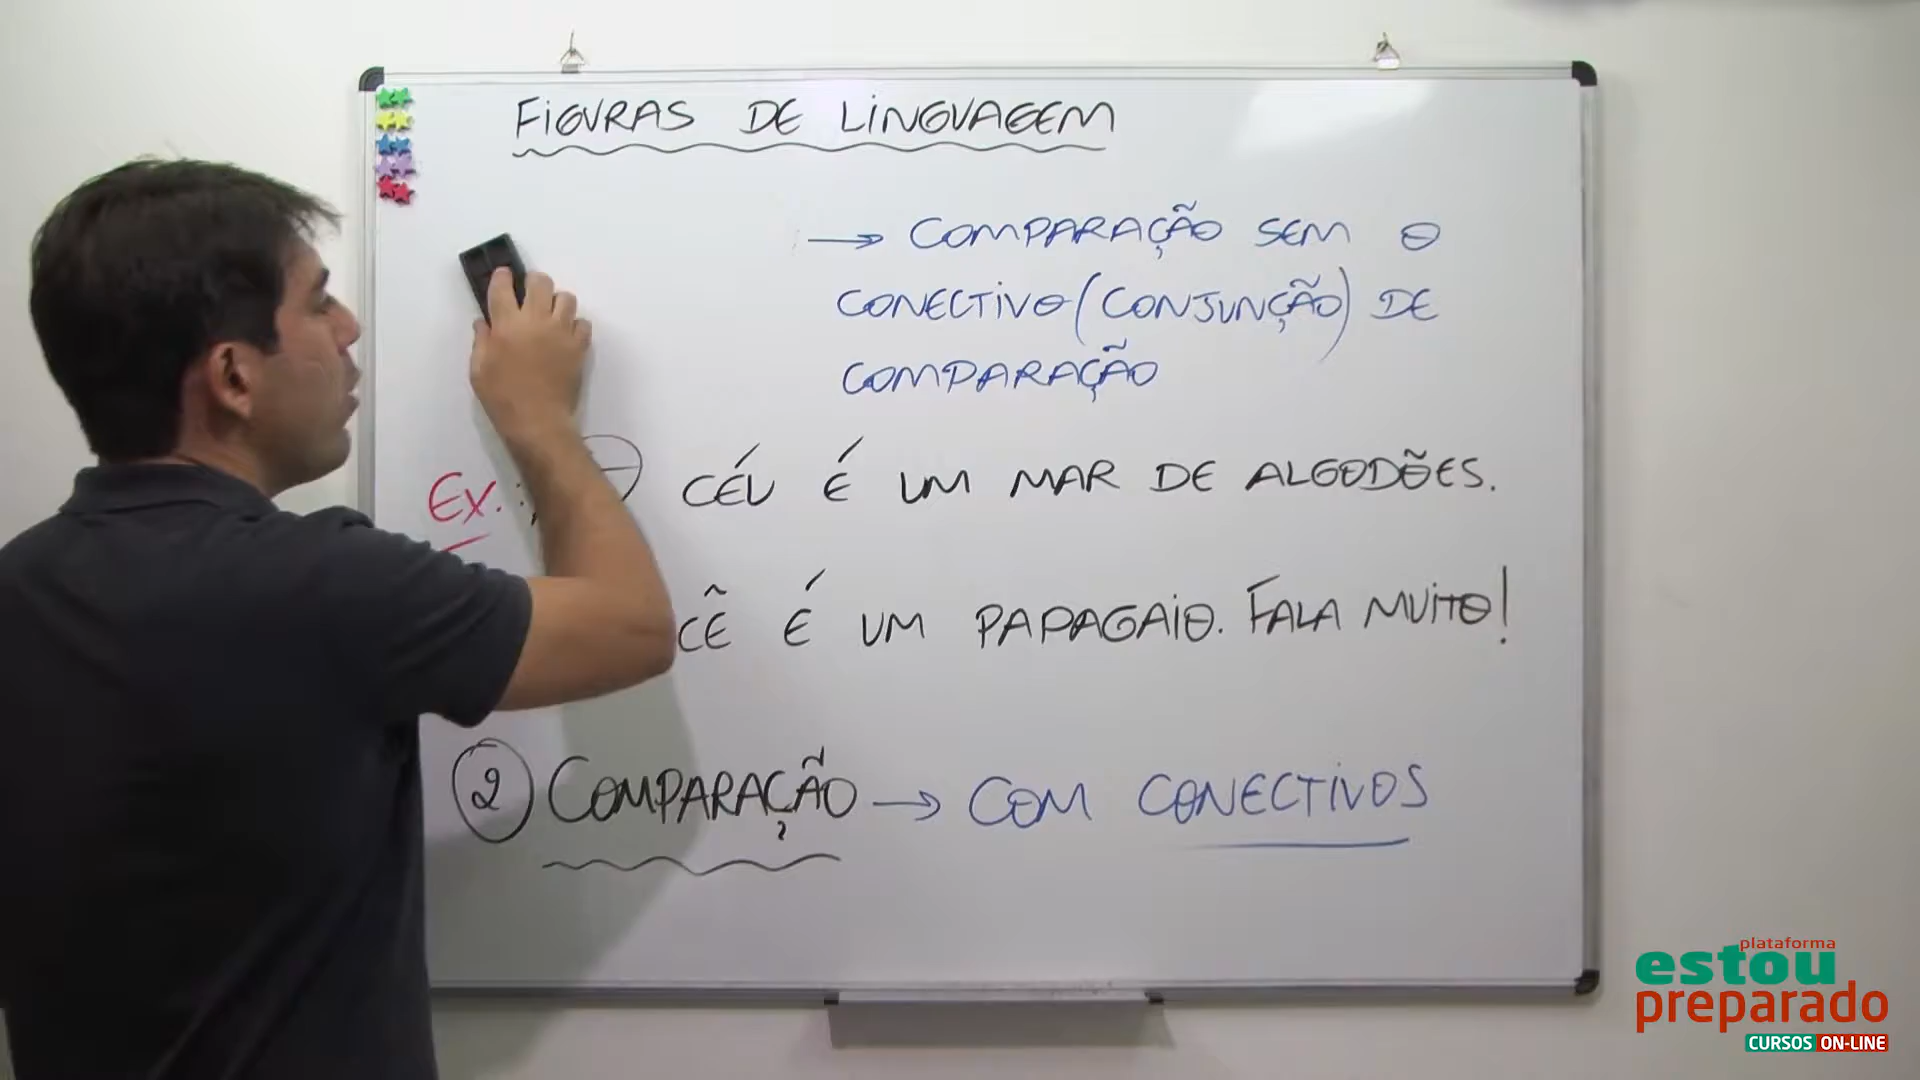 FIGURAS DE LINGUAGEM
→ COMPARAÇÃO SEM O
CONECTIVO (CONJUNÇÃO) DE
COMPARAÇÃO
Ex.: CÉU É UM MAR DE ALGODÕES.
CÊ É UM PAPAGAIO. FALA MUITO!
2 COMPARAÇÃO → COM CONECTIVOS
plataforma
estou
preparado
CURSOS ON-LINE